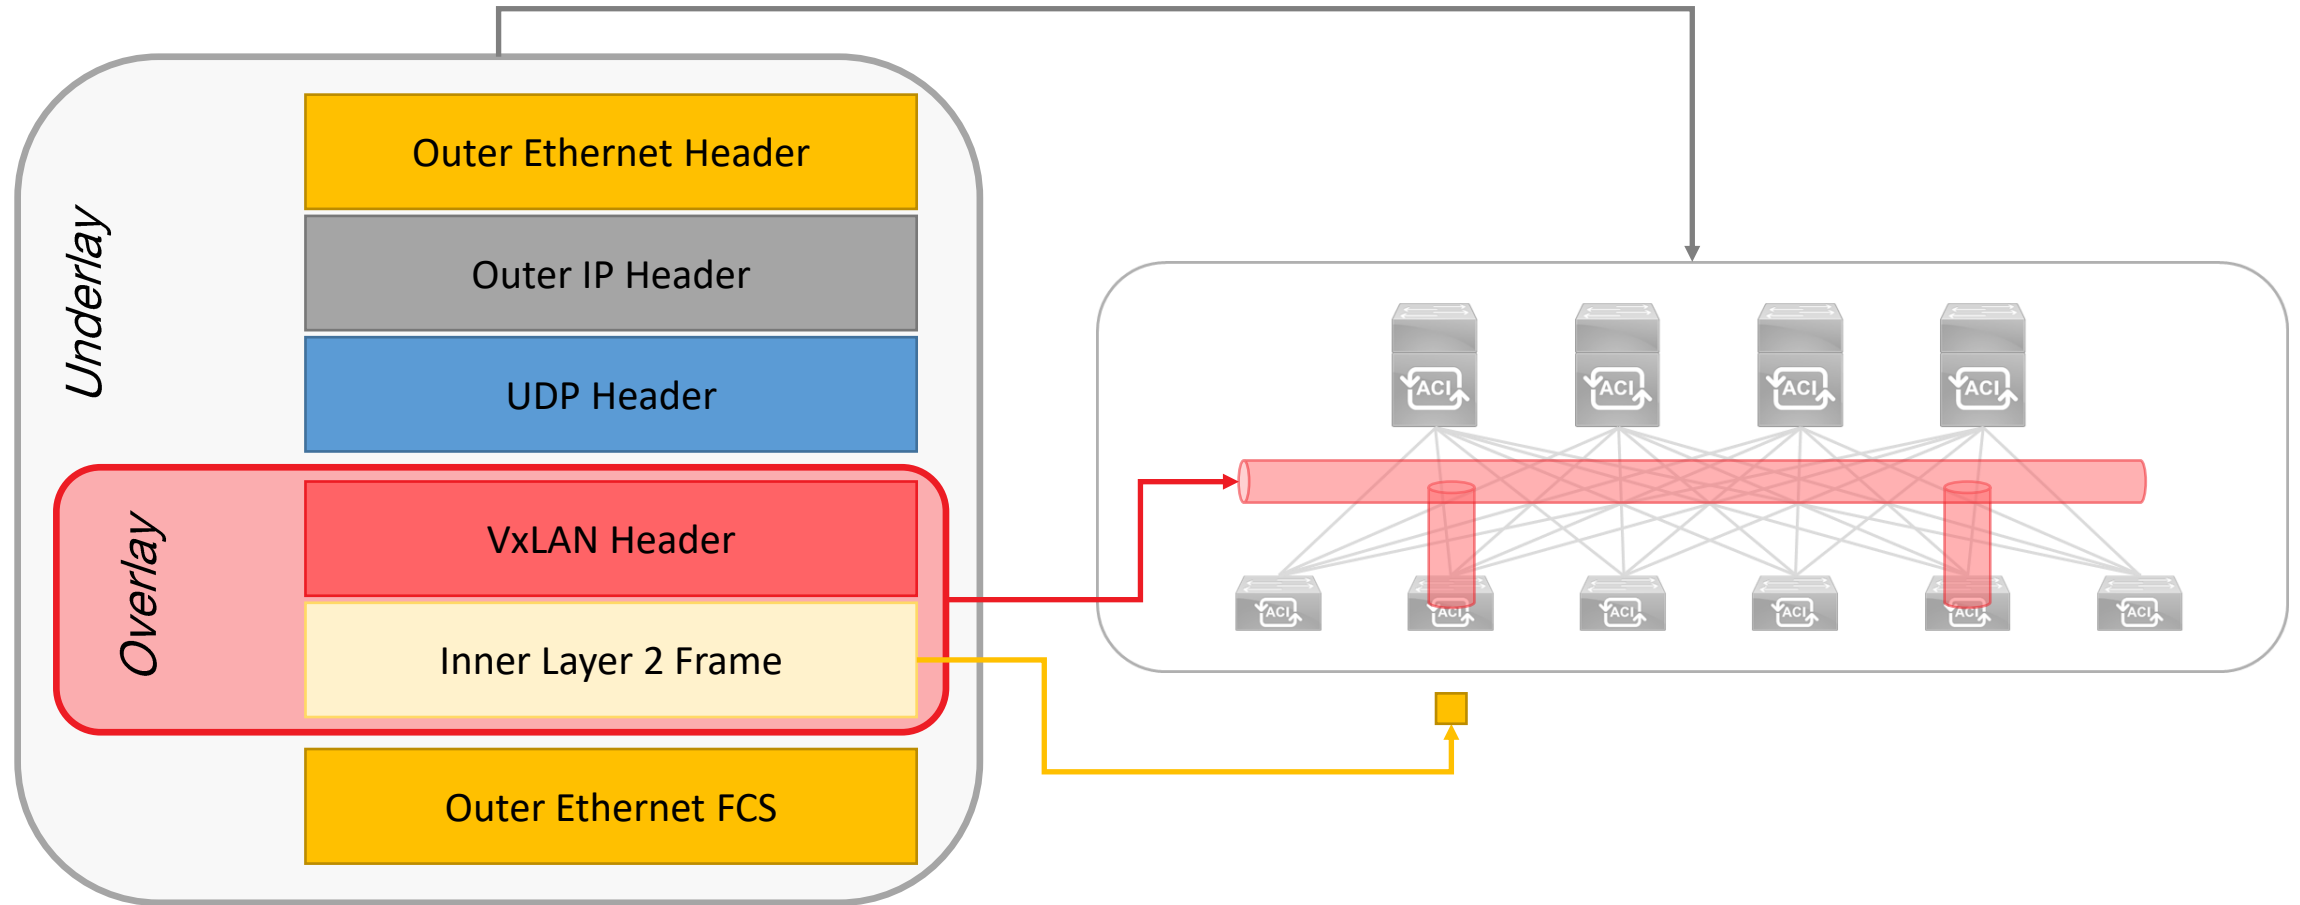 Underlay
Outer Ethernet Header
Outer IP Header
UDP Header
Overlay
VxLAN Header
Inner Layer 2 Frame
Outer Ethernet FCS
ACI
ACI
ACI
ACI
ACI
ACI
ACI
ACI
ACI
ACI